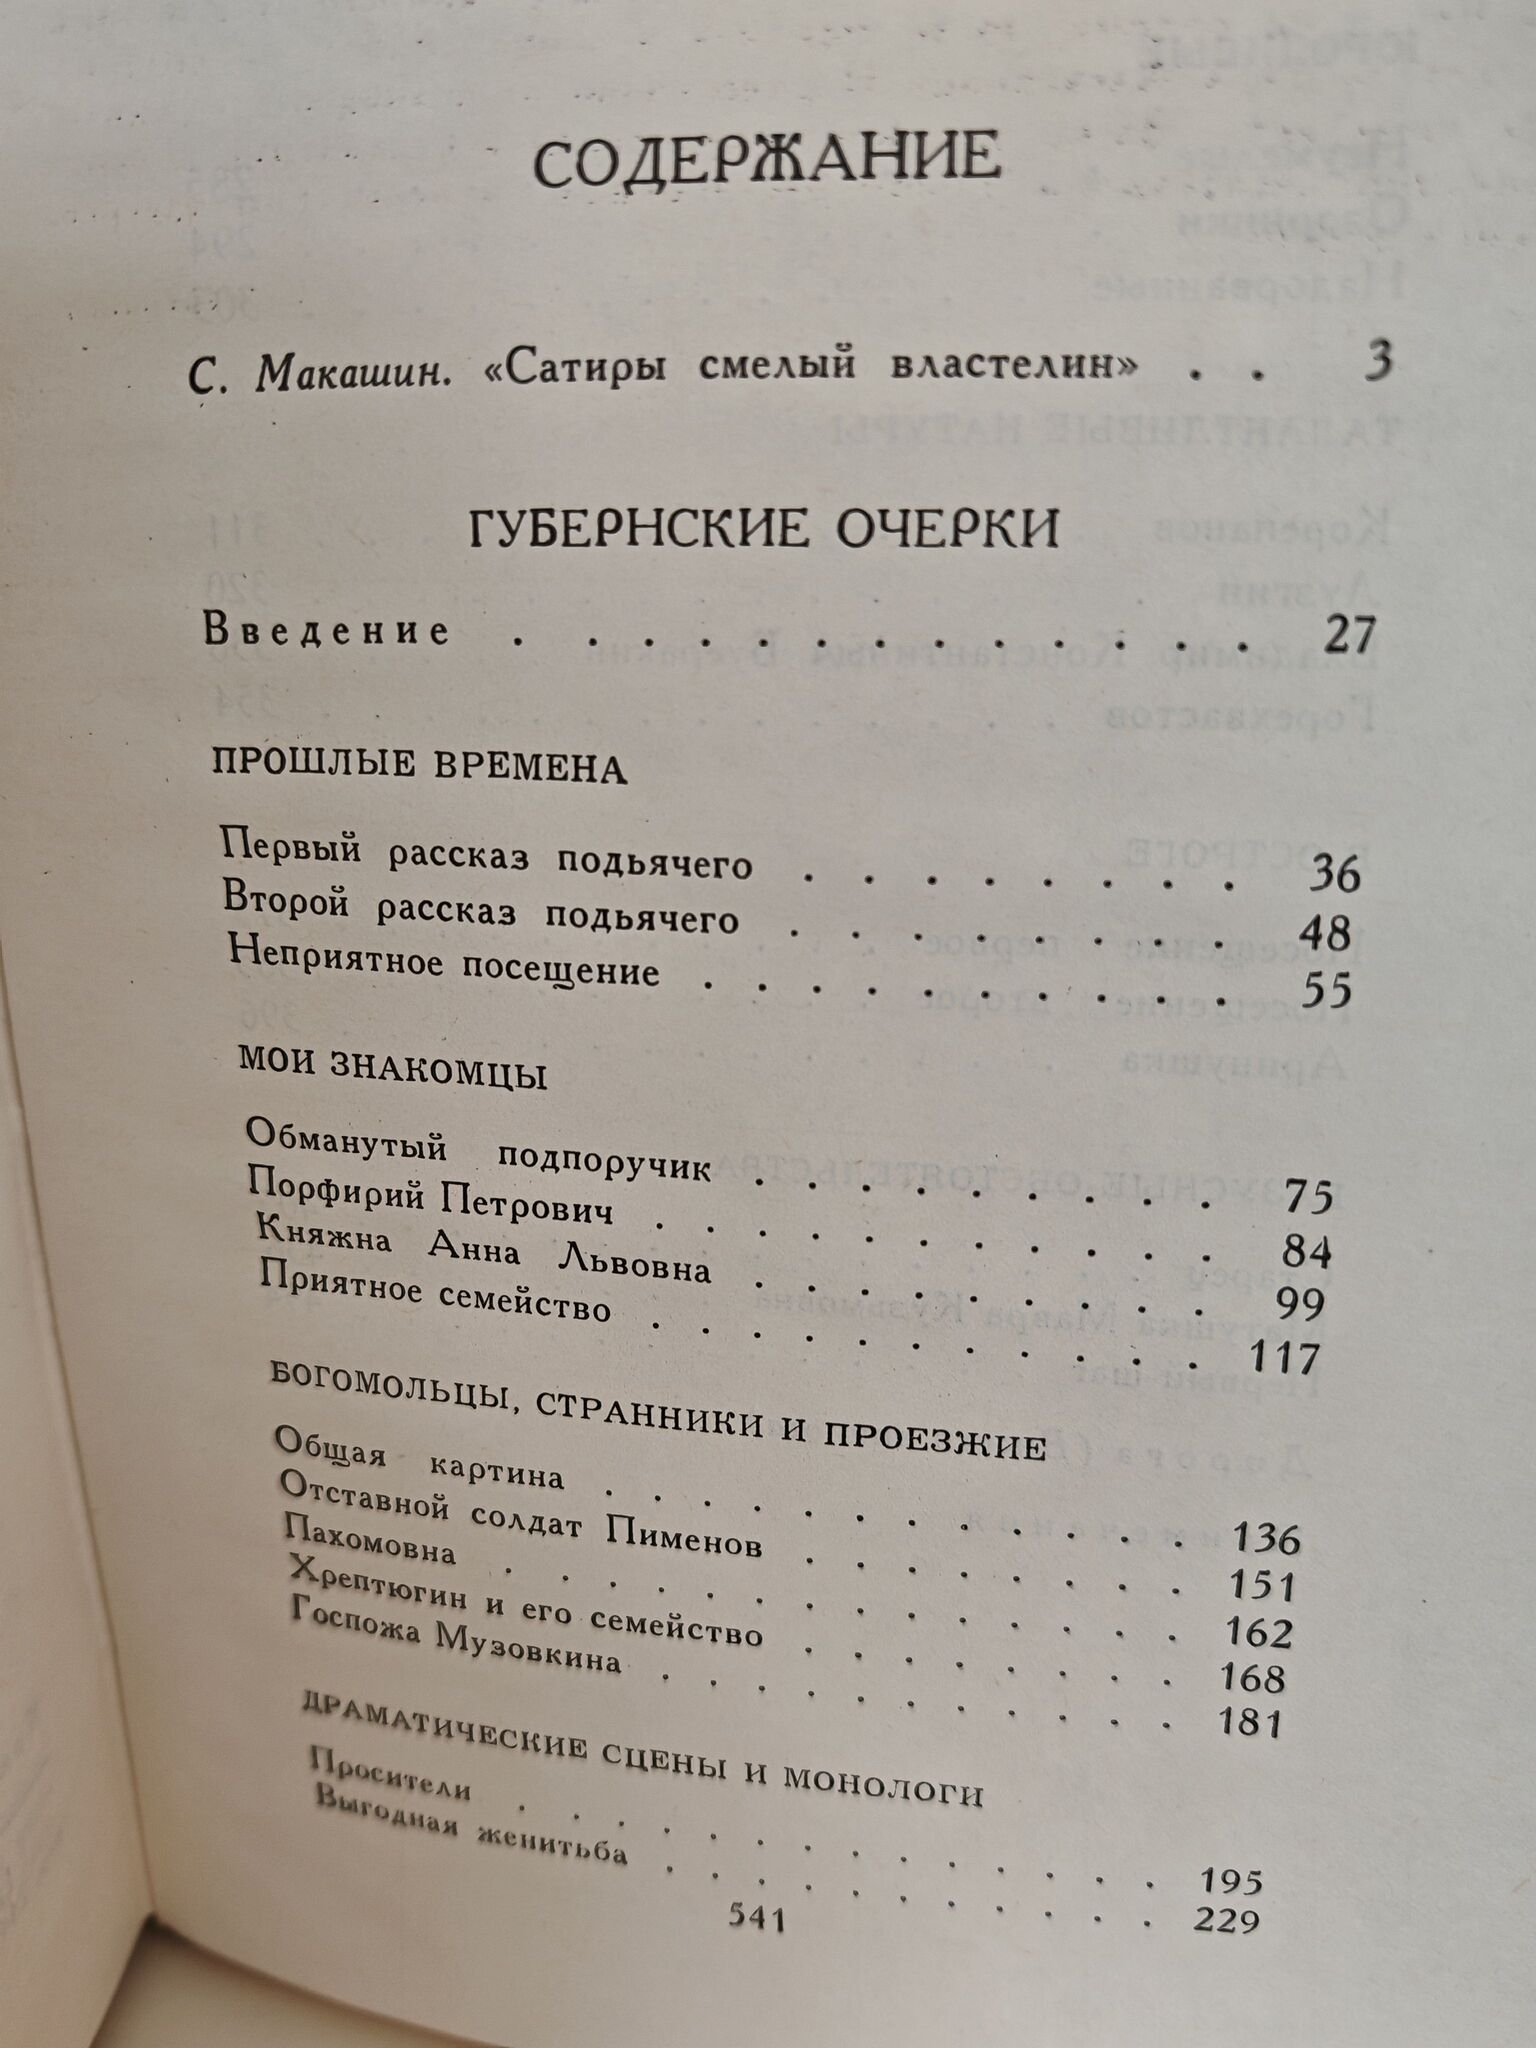 СОДЕРЖАНИЕ
С. Макашин. «Сатиры смелый властелин» . . 3
ГУБЕРНСКИЕ ОЧЕРКИ
Введение . . . . . . . . . . . . . 27
ПРОШЛЫЕ ВРЕМЕНА
Первый рассказ подьячего . . . . . . . . 36
Второй рассказ подьячего . . . . . . . . 48
Неприятное посещение . . . . . . . . . . 55
МОИ ЗНАКОМЦЫ
Обманутый подпоручик . . . . . . . . . 75
Порфирий Петрович . . . . . . . . . . . 84
Княжна Анна Львовна . . . . . . . . . 99
Приятное семейство . . . . . . . . . . . 117
БОГОМОЛЬЦЫ, СТРАННИКИ И ПРОЕЗЖИЕ
Общая картина . . . . . . . . . . . . 136
Отставной солдат Пименов . . . . . . . . 151
Пахомовна . . . . . . . . . . . . . . 162
Хрептюгин и его семейство . . . . . . . . 168
Госпожа Музовкина . . . . . . . . . . . 181
ДРАМАТИЧЕСКИЕ СЦЕНЫ И МОНОЛОГИ
Просители . . . . . . . . . . . . . . 195
Выгодная женитьба . . . . . . . . . . . 229
541